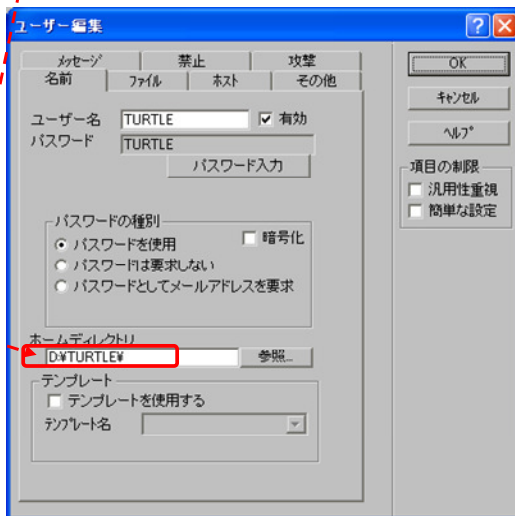 ユーザー編集
メッセージ 禁止 攻撃
名前 ファイル ホスト その他
ユーザー名 TURTLE 有効
パスワード TURTLE
パスワード入力
パスワードの種別
パスワードを使用 暗号化
パスワードは要求しない
パスワードとしてメールアドレスを要求
ホームディレクトリ
D:¥TURTLE¥ 参照...
テンプレート
テンプレートを使用する
テンプレート名
OK
キャンセル
ヘルプ
項目の制限
汎用性重視
簡単な設定